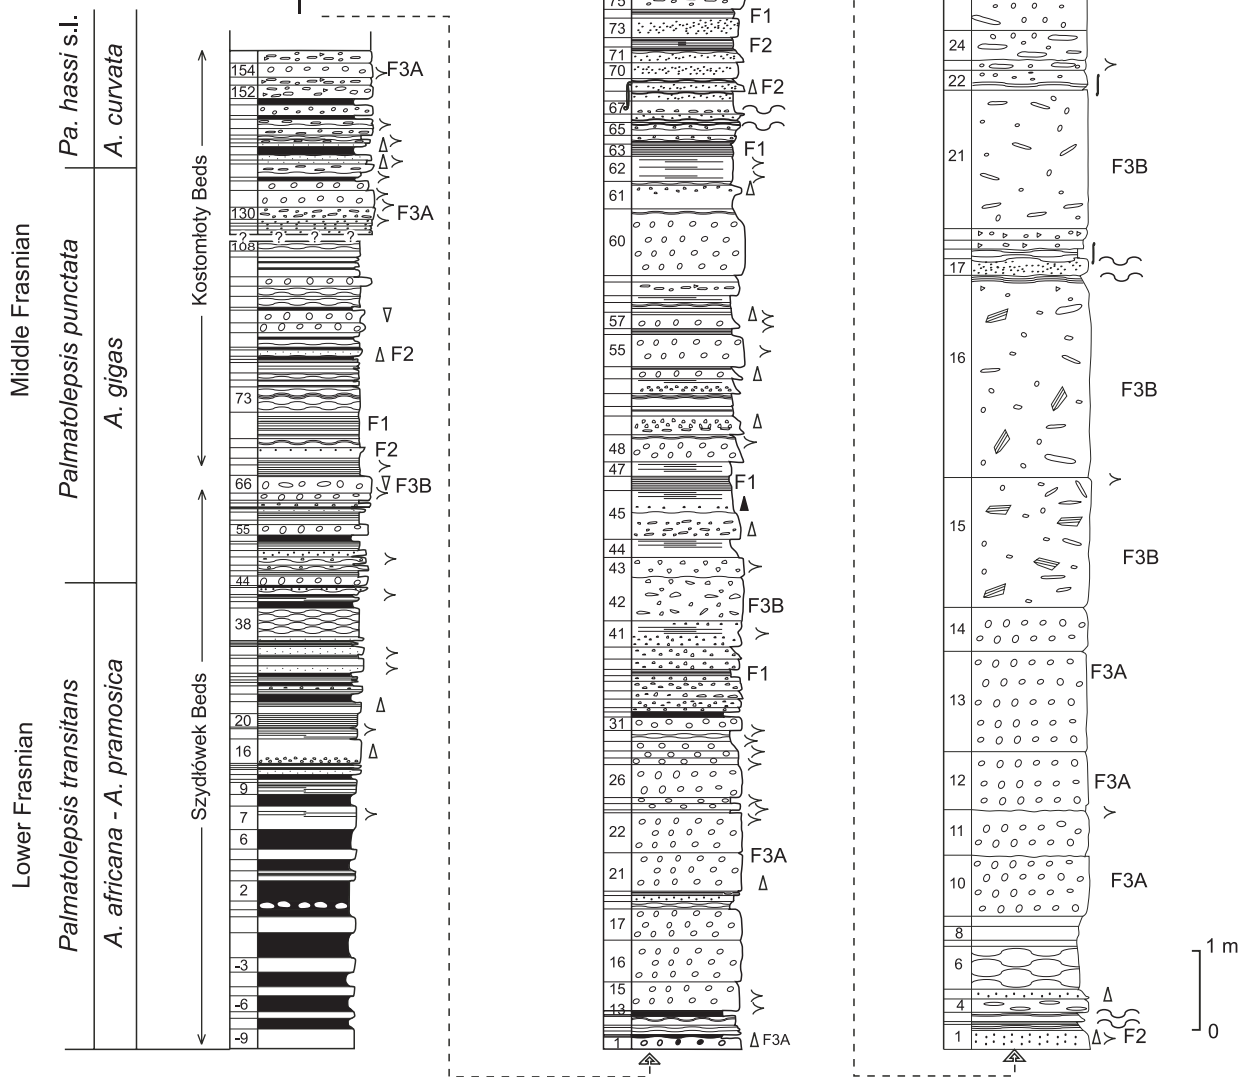 Middle Frasnian
Lower Frasnian
Pa. hassi s.l.
Palmatolepsis punctata
Palmatolepsis transitans
A. curvata
A. gigas
A. africana - A. pramosica
Kostomłoty Beds
Szydłówek Beds
154
152
130
? ? ? ?
108
73
66
55
44
38
20
16
9
7
6
2
-3
-6
-9
F3A
F3A
F2
F1
F2
F3B
75
73
71
70
67
65
63
62
61
60
57
55
48
47
45
44
43
42
41
31
26
22
21
17
16
15
13
1
F1
F2
F2
F1
F1
F3B
F1
F3A
F3A
24
22
21
17
16
15
14
13
12
11
10
8
6
4
1
F3B
F3B
F3B
F3A
F3A
F3A
F2
1 m
0